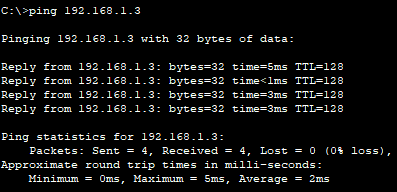 C:\>ping 192.168.1.3
Pinging 192.168.1.3 with 32 bytes of data:
Reply from 192.168.1.3: bytes=32 time=5ms TTL=128
Reply from 192.168.1.3: bytes=32 time<1ms TTL=128
Reply from 192.168.1.3: bytes=32 time=3ms TTL=128
Reply from 192.168.1.3: bytes=32 time=3ms TTL=128
Ping statistics for 192.168.1.3:
    Packets: Sent = 4, Received = 4, Lost = 0 (0% loss),
Approximate round trip times in milli-seconds:
    Minimum = 0ms, Maximum = 5ms, Average = 2ms